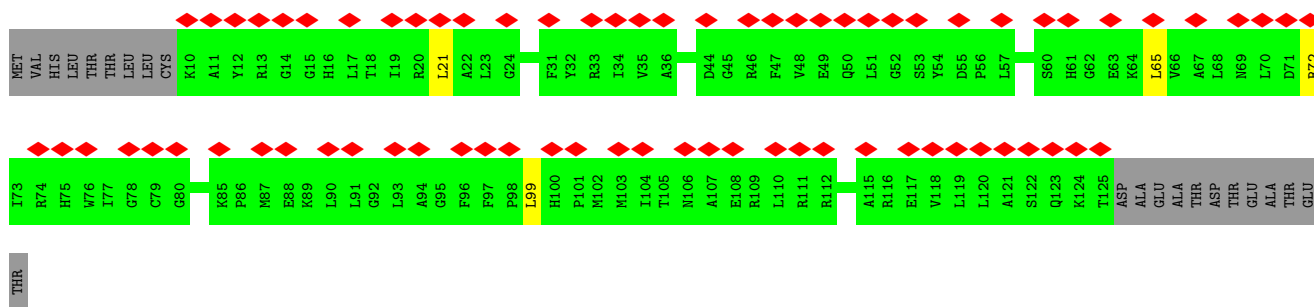 MET VAL HIS LEU THR THR LEU LEU CYS K10 A11 Y12 R13 G14 G15 H16 L17 T18 I19 R20 L21 A22 L23 G24 F31 Y32 R33 I34 V35 A36 D44 G45 R46 F47 V48 E49 Q50 L51 G52 S53 Y54 D55 P56 L57 S60 H61 G62 E63 K64 L65 V66 A67 L68 N69 L70 D71 R72
I73 R74 H75 W76 I77 G78 C79 G80 K85 P86 M87 E88 K89 L90 L91 G92 L93 A94 G95 F96 F97 P98 L99 H100 P101 M102 M103 I104 T105 N106 A107 E108 R109 L110 R111 R112 A115 R116 E117 V118 L119 L120 A121 S122 Q123 K124 T125 ASP ALA GLU ALA THR ASP THR GLU ALA THR GLU
THR